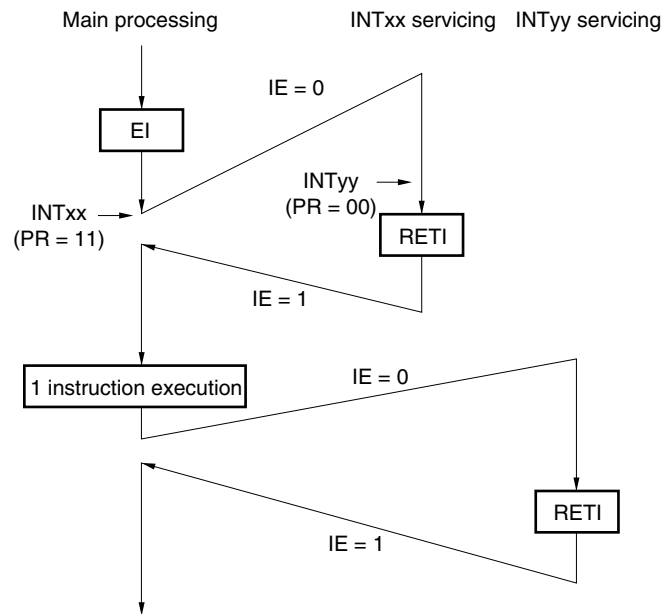 Main processing
INTxx servicing
INTyy servicing
IE = 0
EI
INTyy
(PR = 00)
INTxx
(PR = 11)
RETI
IE = 1
1 instruction execution
IE = 0
RETI
IE = 1